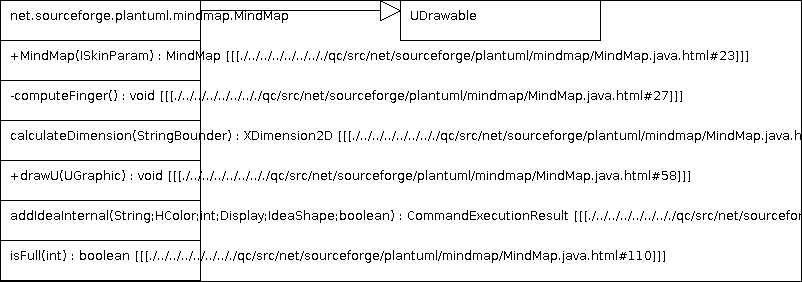 net.sourceforge.plantuml.mindmap.MindMap
UDrawable
+MindMap(ISkinParam) : MindMap [[[./../../../../../../../qc/src/net/sourceforge/plantuml/mindmap/MindMap.java.html#23]]]
-computeFinger() : void [[[./../../../../../../../qc/src/net/sourceforge/plantuml/mindmap/MindMap.java.html#27]]]
calculateDimension(StringBounder) : XDimension2D [[[./../../../../../../../qc/src/net/sourceforge/plantuml/mindmap/MindMap.java.h
+drawU(UGraphic) : void [[[./../../../../../../../qc/src/net/sourceforge/plantuml/mindmap/MindMap.java.html#58]]]
addIdeaInternal(String;HColor;int;Display;IdeaShape;boolean) : CommandExecutionResult [[[./../../../../../../../qc/src/net/sourcefor
isFull(int) : boolean [[[./../../../../../../../qc/src/net/sourceforge/plantuml/mindmap/MindMap.java.html#110]]]